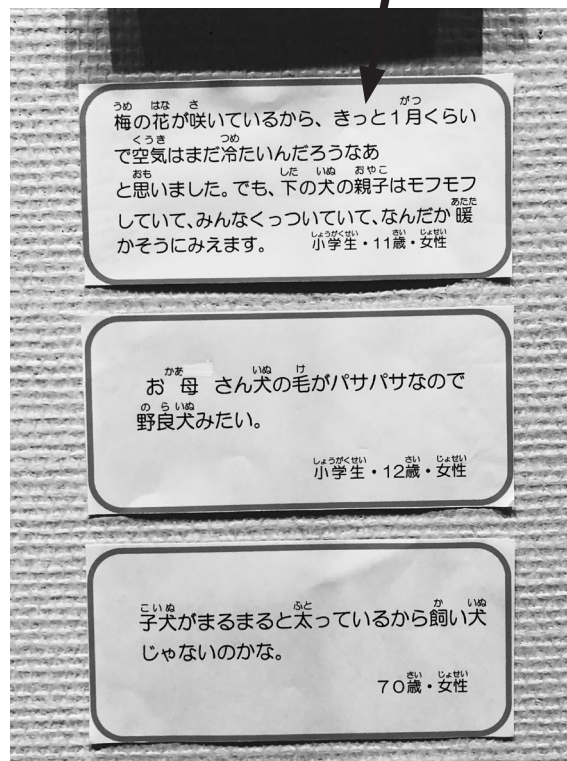 梅の花が咲いているから、きっと1月くらい
で空気はまだ冷たいんだろうなあ
と思いました。でも、下の犬の親子はモフモフ
していて、みんなくっついていて、なんだか暖
かそうにみえます。 小学生・11歳・女性
お母さん犬の毛がパサパサなので
野良犬みたい。
小学生・12歳・女性
子犬がまるまると太っているから飼い犬
じゃないのかな。
70歳・女性